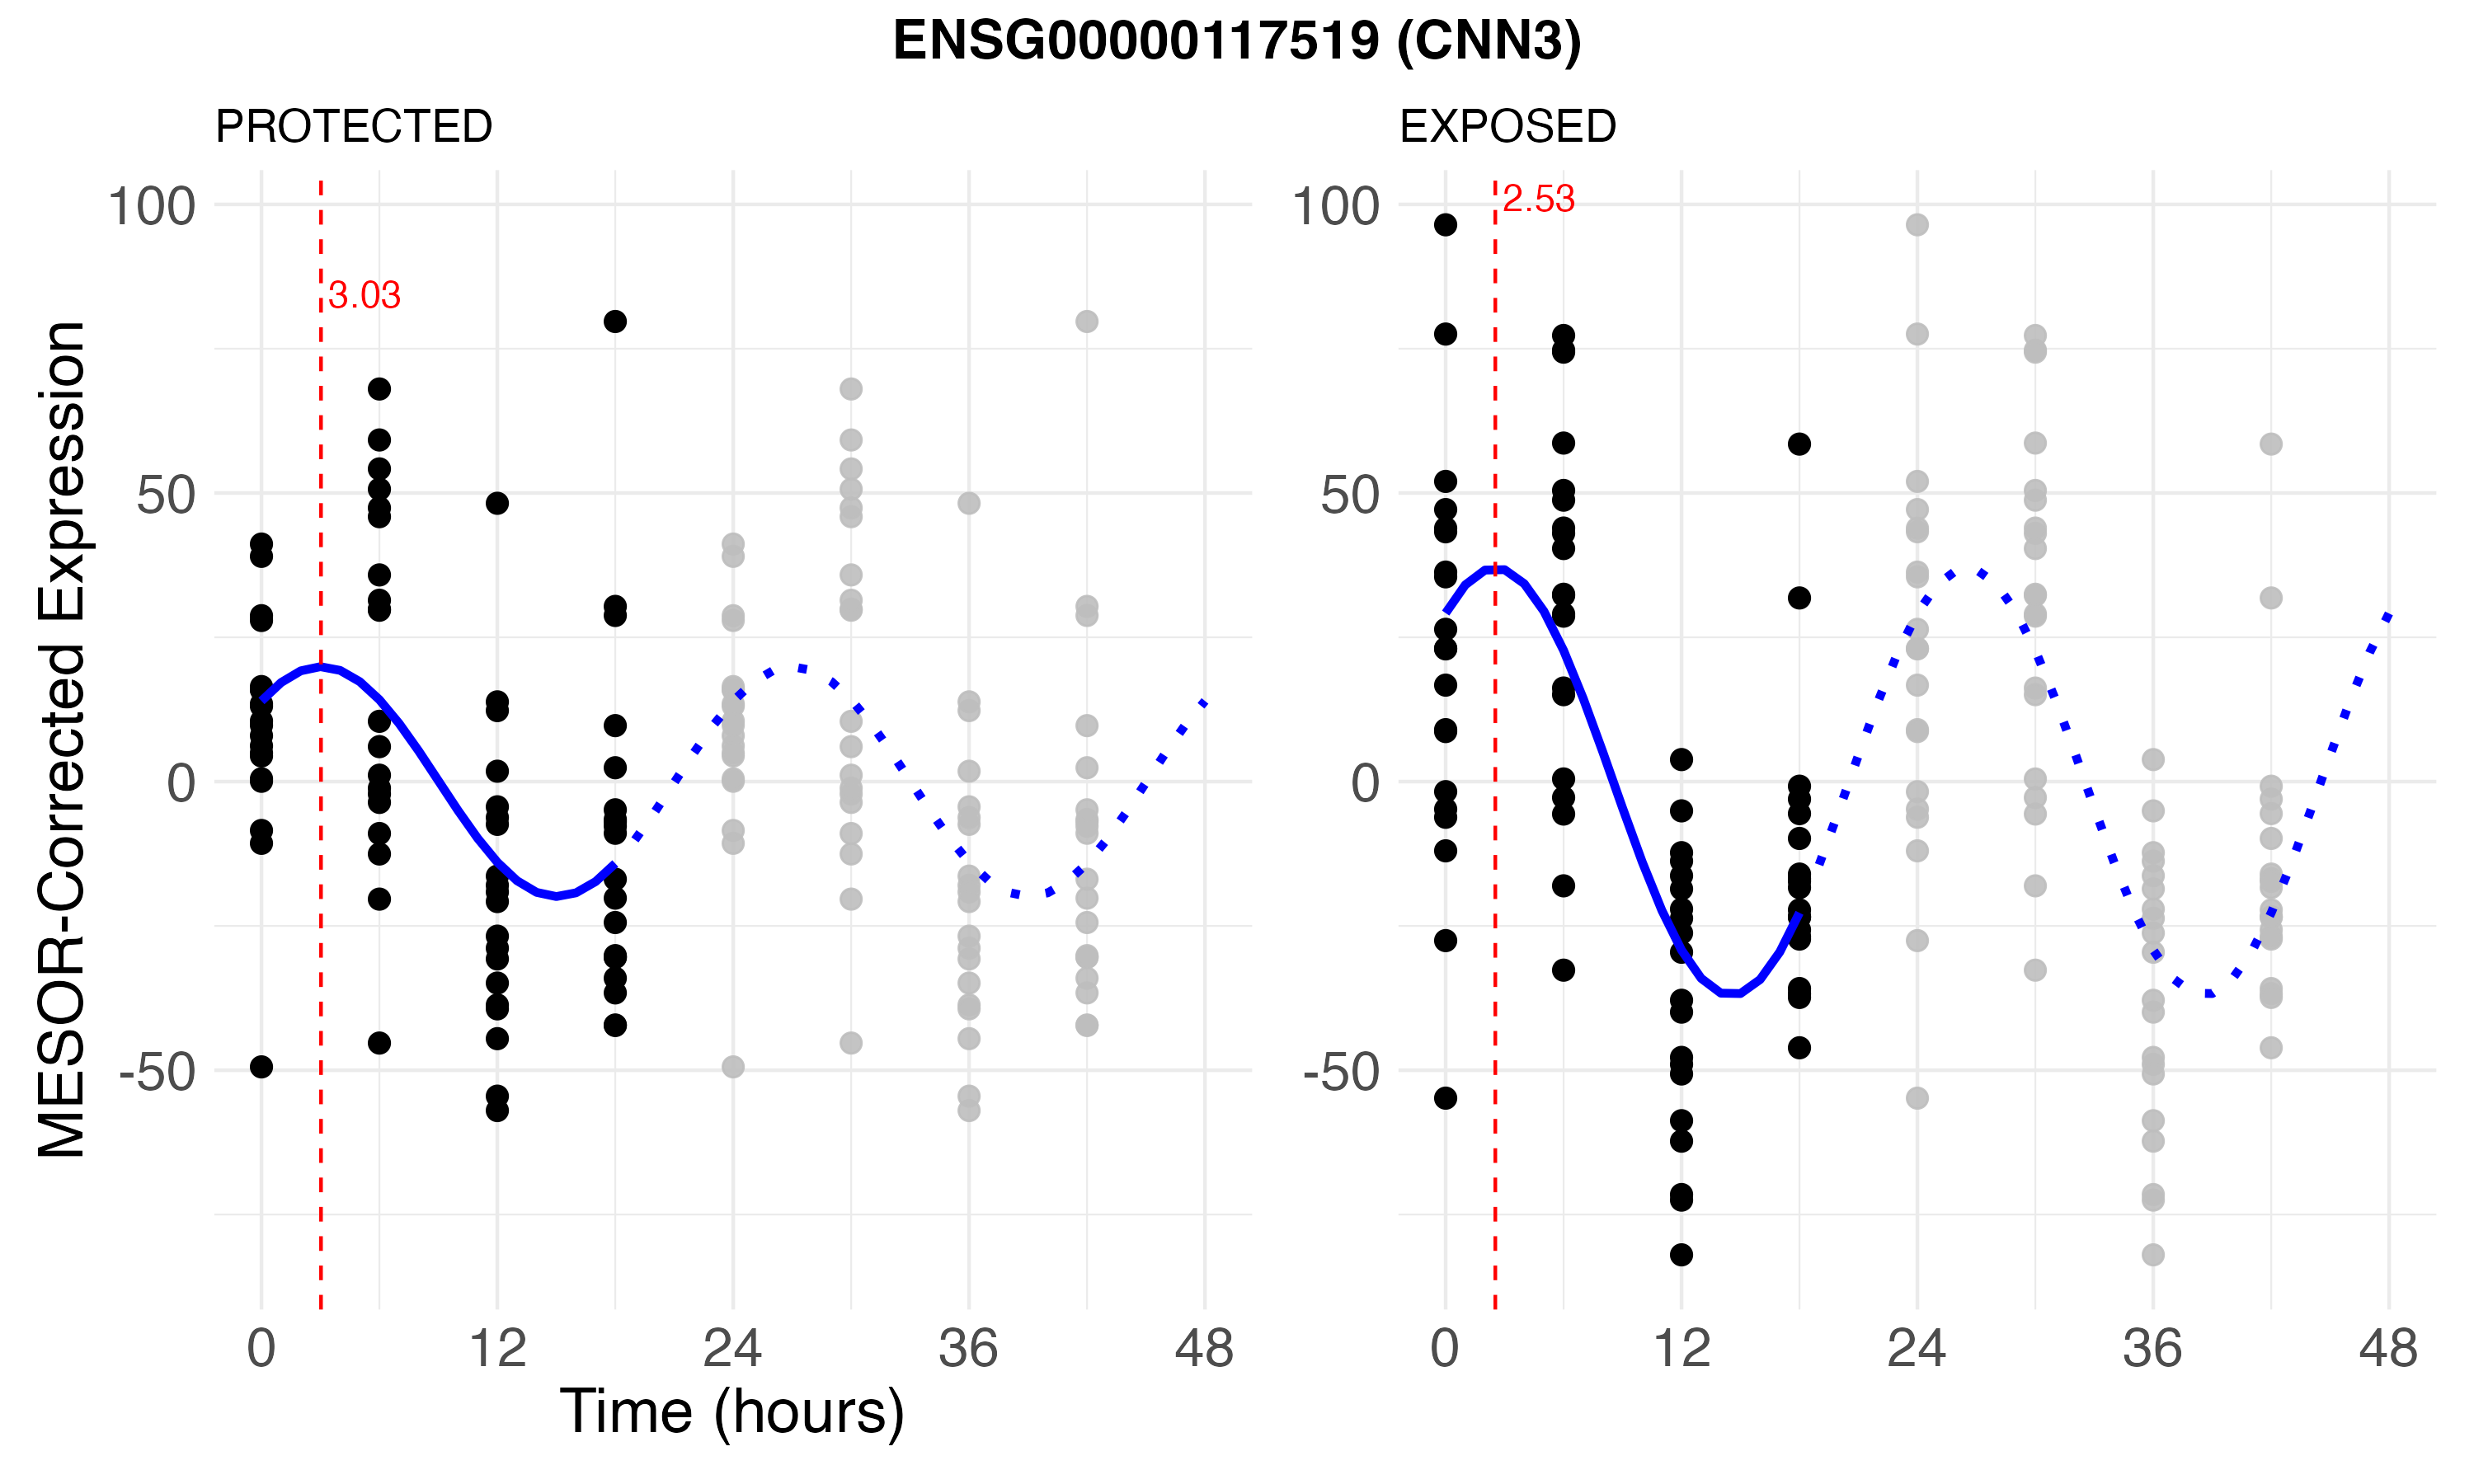 ENSG00000117519 (CNN3)
PROTECTED
EXPOSED
MESOR-Corrected Expression
100
50
0
-50
3.03
0 12 24 36 48
Time (hours)
100
50
0
-50
2.53
0 12 24 36 48